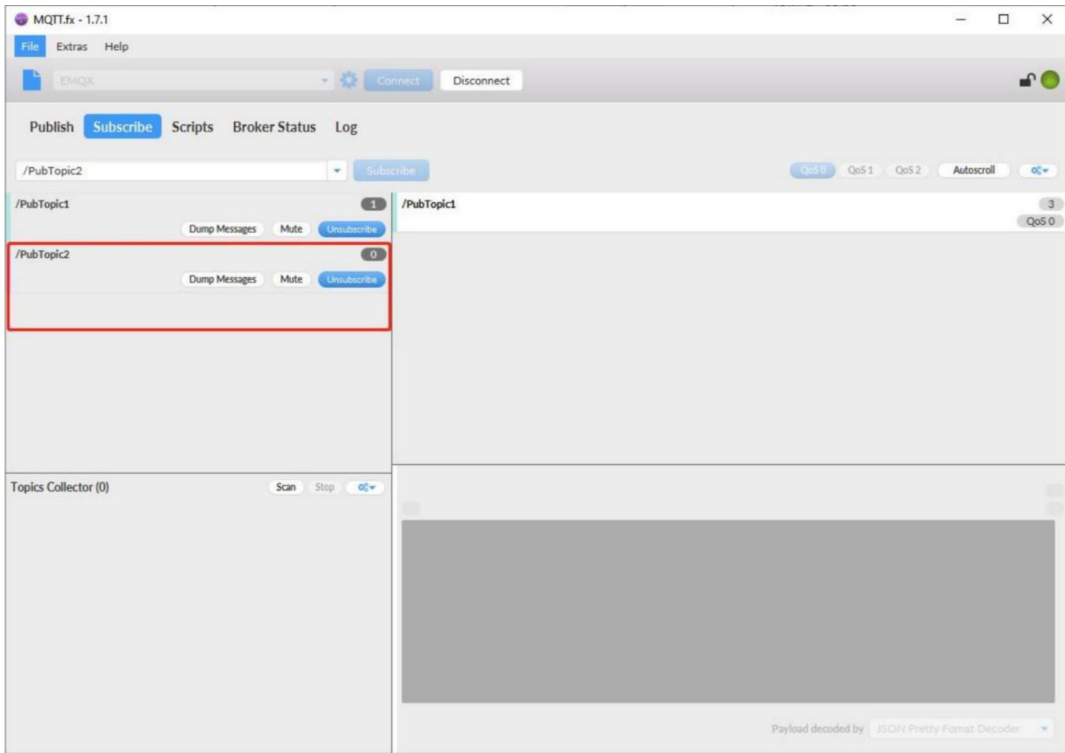 MQTT.fx - 1.7.1
File Extras Help
EMQX Connect Disconnect
Publish Subscribe Scripts Broker Status Log
/PubTopic2 Subscribe QoS 0 QoS 1 QoS 2 Autoscroll
/PubTopic1 1
Dump Messages Mute Unsubscribe
/PubTopic2 0
Dump Messages Mute Unsubscribe
/PubTopic1 3
QoS 0
Topics Collector (0) Scan Stop
Payload decoded by JSON Pretty Fomat Decoder